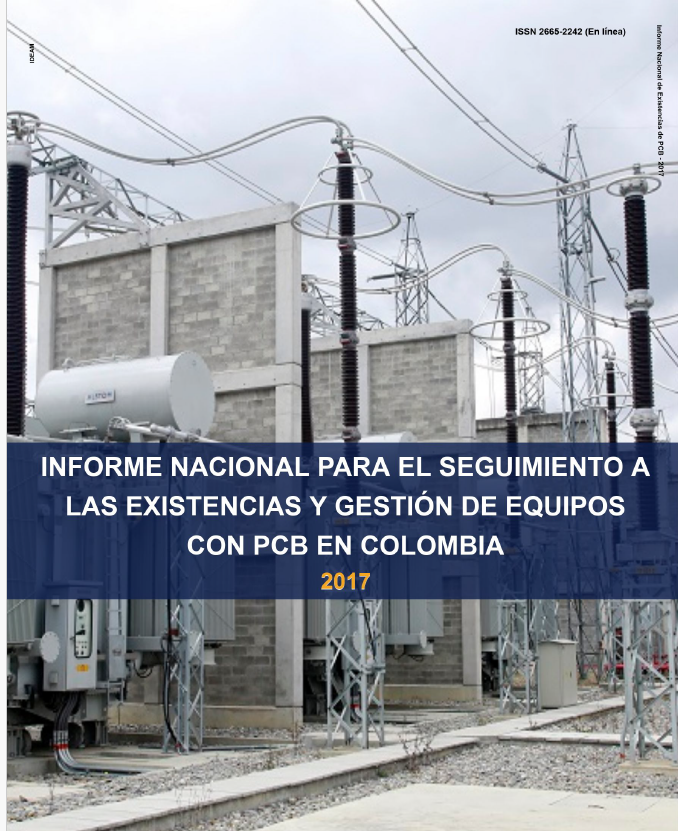 ISSN 2665-2242 (En línea)
IDEAM
Informe Nacional de Existencias de PCB - 2017
INFORME NACIONAL PARA EL SEGUIMIENTO A
LAS EXISTENCIAS Y GESTIÓN DE EQUIPOS
CON PCB EN COLOMBIA
2017